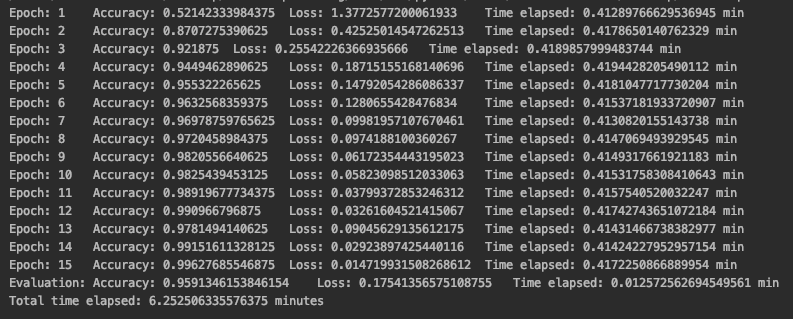 Epoch: 1 Accuracy: 0.52142333984375 Loss: 1.3772577200061933 Time elapsed: 0.41289766629536945 min
Epoch: 2 Accuracy: 0.8707275390625 Loss: 0.42525014547262513 Time elapsed: 0.4178650140762329 min
Epoch: 3 Accuracy: 0.921875 Loss: 0.25542226366935666 Time elapsed: 0.4189857999483744 min
Epoch: 4 Accuracy: 0.9449462890625 Loss: 0.18715155168140696 Time elapsed: 0.4194428205490112 min
Epoch: 5 Accuracy: 0.955322265625 Loss: 0.14792054286086337 Time elapsed: 0.4181047717730204 min
Epoch: 6 Accuracy: 0.9632568359375 Loss: 0.1280655428476834 Time elapsed: 0.41537181933720907 min
Epoch: 7 Accuracy: 0.96978759765625 Loss: 0.09981957107670461 Time elapsed: 0.4130820155143738 min
Epoch: 8 Accuracy: 0.9720458984375 Loss: 0.0974188100360267 Time elapsed: 0.4147069493929545 min
Epoch: 9 Accuracy: 0.9820556640625 Loss: 0.06172354443195023 Time elapsed: 0.4149317661921183 min
Epoch: 10 Accuracy: 0.9825439453125 Loss: 0.05823098512033063 Time elapsed: 0.41531758308410643 min
Epoch: 11 Accuracy: 0.98919677734375 Loss: 0.03799372853246312 Time elapsed: 0.4157540520032247 min
Epoch: 12 Accuracy: 0.990966796875 Loss: 0.03261604521415067 Time elapsed: 0.41742743651072184 min
Epoch: 13 Accuracy: 0.9781494140625 Loss: 0.09045629135612175 Time elapsed: 0.41431466738382977 min
Epoch: 14 Accuracy: 0.99151611328125 Loss: 0.02923897425440116 Time elapsed: 0.41424227952957154 min
Epoch: 15 Accuracy: 0.99627685546875 Loss: 0.014719931508268612 Time elapsed: 0.4172250866889954 min
Evaluation: Accuracy: 0.9591346153846154 Loss: 0.17541356575108755 Time elapsed: 0.012572562694549561 min
Total time elapsed: 6.252506335576375 minutes